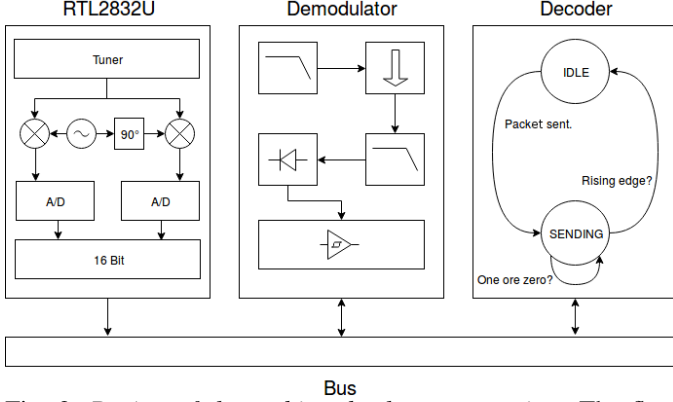 RTL2832U
Demodulator
Decoder
Tuner
90°
A/D
A/D
16 Bit
IDLE
Packet sent.
Rising edge?
SENDING
One ore zero?
Bus